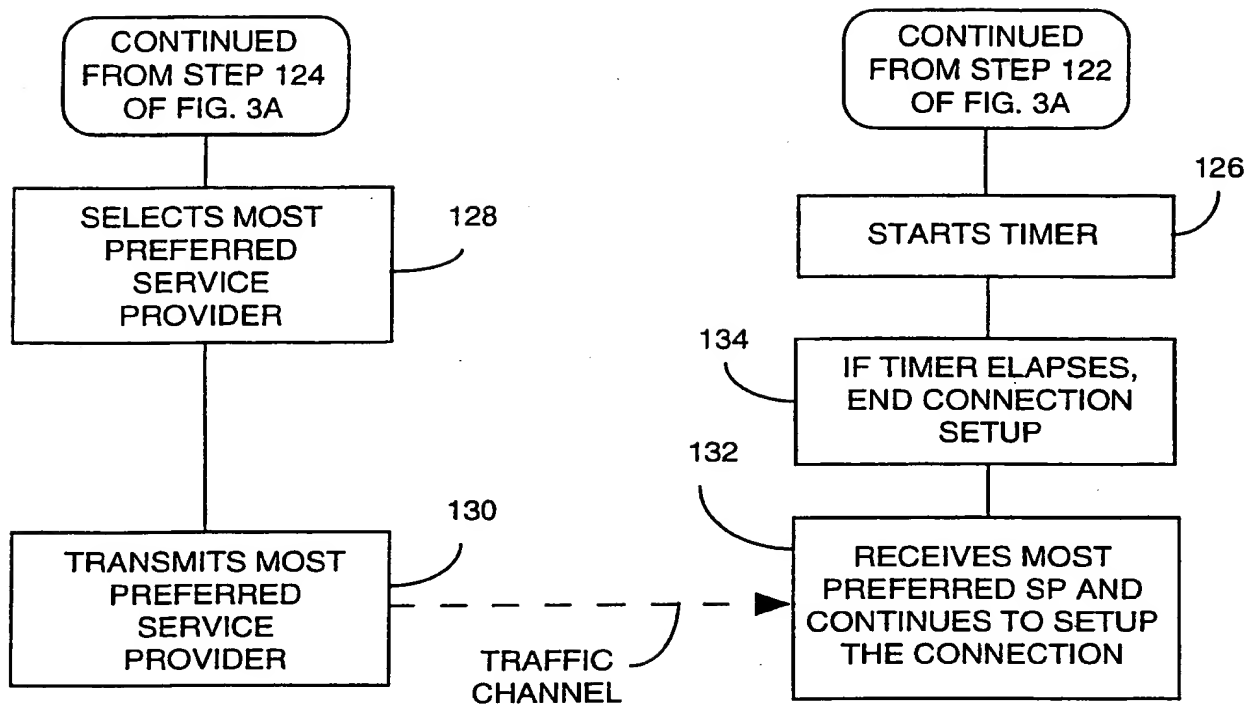 CONTINUED
FROM STEP 124
OF FIG. 3A
SELECTS MOST
PREFERRED
SERVICE
PROVIDER
128
TRANSMITS MOST
PREFERRED
SERVICE
PROVIDER
130
TRAFFIC
CHANNEL
CONTINUED
FROM STEP 122
OF FIG. 3A
126
STARTS TIMER
134
IF TIMER ELAPSES,
END CONNECTION
SETUP
132
RECEIVES MOST
PREFERRED SP AND
CONTINUES TO SETUP
THE CONNECTION